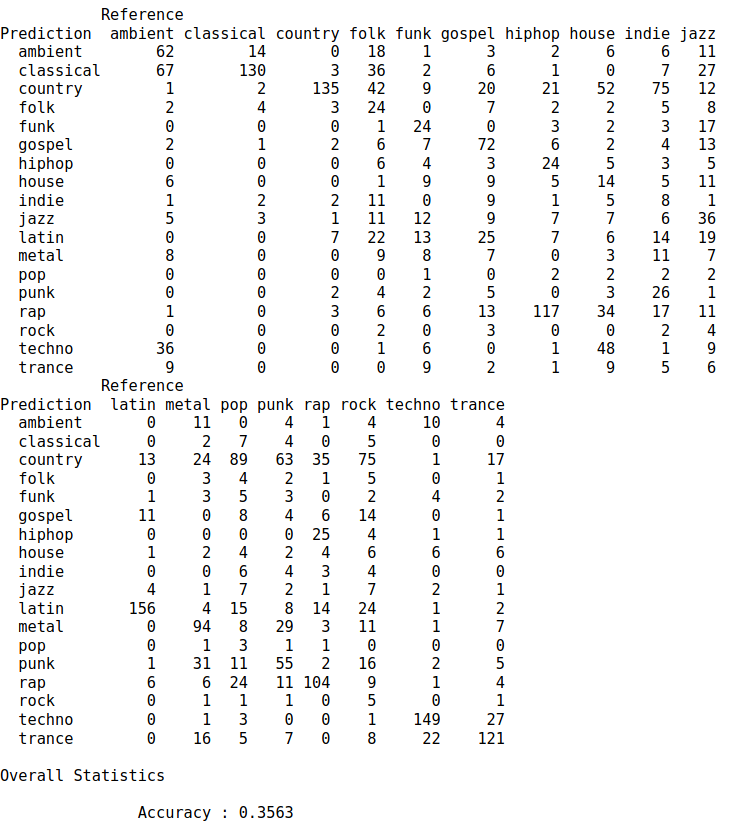 Reference
Prediction ambient classical country folk funk gospel hiphop house indie jazz
ambient 62 14 0 18 1 3 2 6 6 11
classical 67 130 3 36 2 6 1 0 7 27
country 1 2 135 42 9 20 21 52 75 12
folk 2 4 3 24 0 7 2 2 5 8
funk 0 0 0 1 24 0 3 2 3 17
gospel 2 1 2 6 7 72 6 2 4 13
hiphop 0 0 0 6 4 3 24 5 3 5
house 6 0 0 1 9 9 5 14 5 11
indie 1 2 2 11 0 9 1 5 8 1
jazz 5 3 1 11 12 9 7 7 6 36
latin 0 0 7 22 13 25 7 6 14 19
metal 8 0 0 9 8 7 0 3 11 7
pop 0 0 0 0 1 0 2 2 2 2
punk 0 0 2 4 2 5 0 3 26 1
rap 1 0 3 6 6 13 117 34 17 11
rock 0 0 0 2 0 3 0 0 2 4
techno 36 0 0 1 6 0 1 48 1 9
trance 9 0 0 0 9 2 1 9 5 6
Reference
Prediction latin metal pop punk rap rock techno trance
ambient 0 11 0 4 1 4 10 4
classical 0 2 7 4 0 5 0 0
country 13 24 89 63 35 75 1 17
folk 0 3 4 2 1 5 0 1
funk 1 3 5 3 0 2 4 2
gospel 11 0 8 4 6 14 0 1
hiphop 0 0 0 0 25 4 1 1
house 1 2 4 2 4 6 6 6
indie 0 0 6 4 3 4 0 0
jazz 4 1 7 2 1 7 2 1
latin 156 4 15 8 14 24 1 2
metal 0 94 8 29 3 11 1 7
pop 0 1 3 1 1 0 0 0
punk 1 31 11 55 2 16 2 5
rap 6 6 24 11 104 9 1 4
rock 0 1 1 1 0 5 0 1
techno 0 1 3 0 0 1 149 27
trance 0 16 5 7 0 8 22 121
Overall Statistics
Accuracy : 0.3563